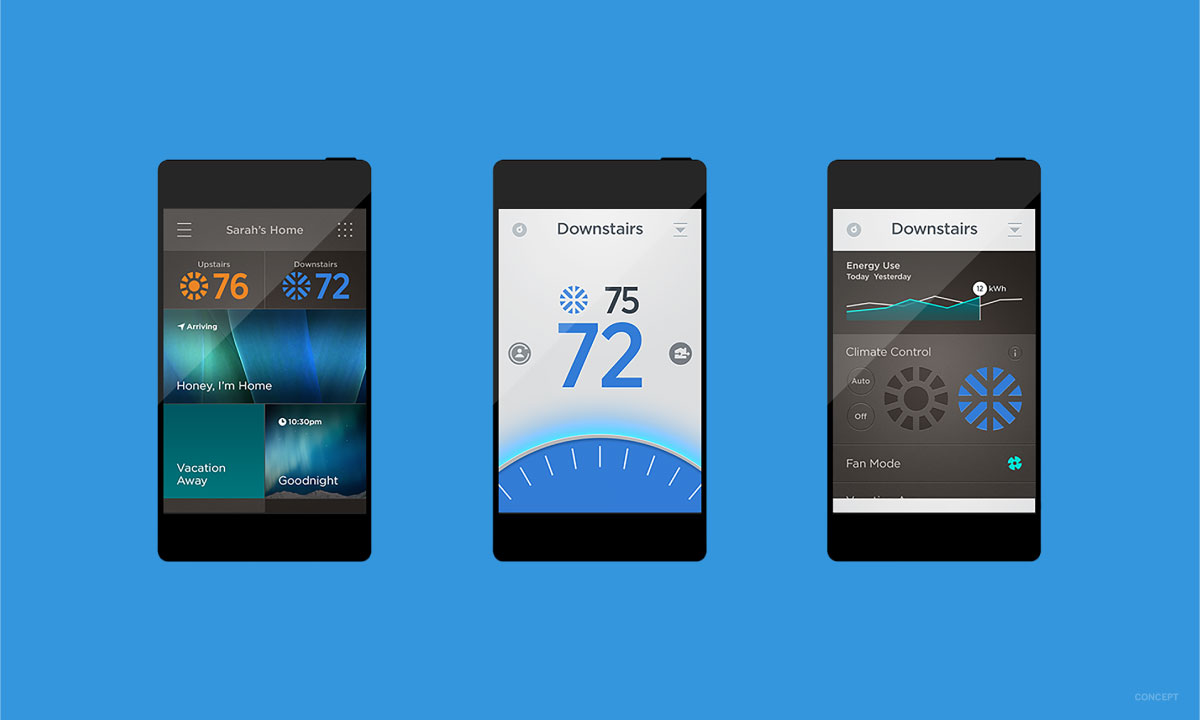 Sarah's Home
Upstairs
76
Downstairs
72
Arriving
Honey, I'm Home
Vacation
Away
10:30pm
Goodnight
Downstairs
75
72
Downstairs
Energy Use
Today Yesterday
12 kWh
Climate Control
i
Auto
Off
Fan Mode
CONCEPT